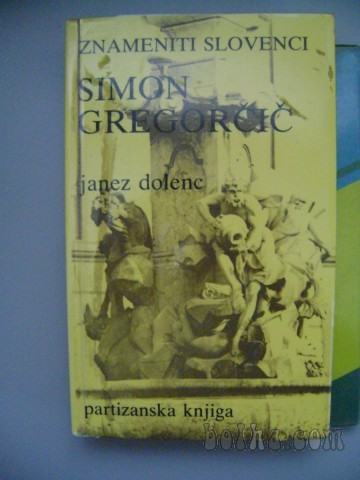 ZNAMENITI SLOVENCI
SIMON
GREGORČIČ
janez dolenc
partizanska knjiga
bolha.com